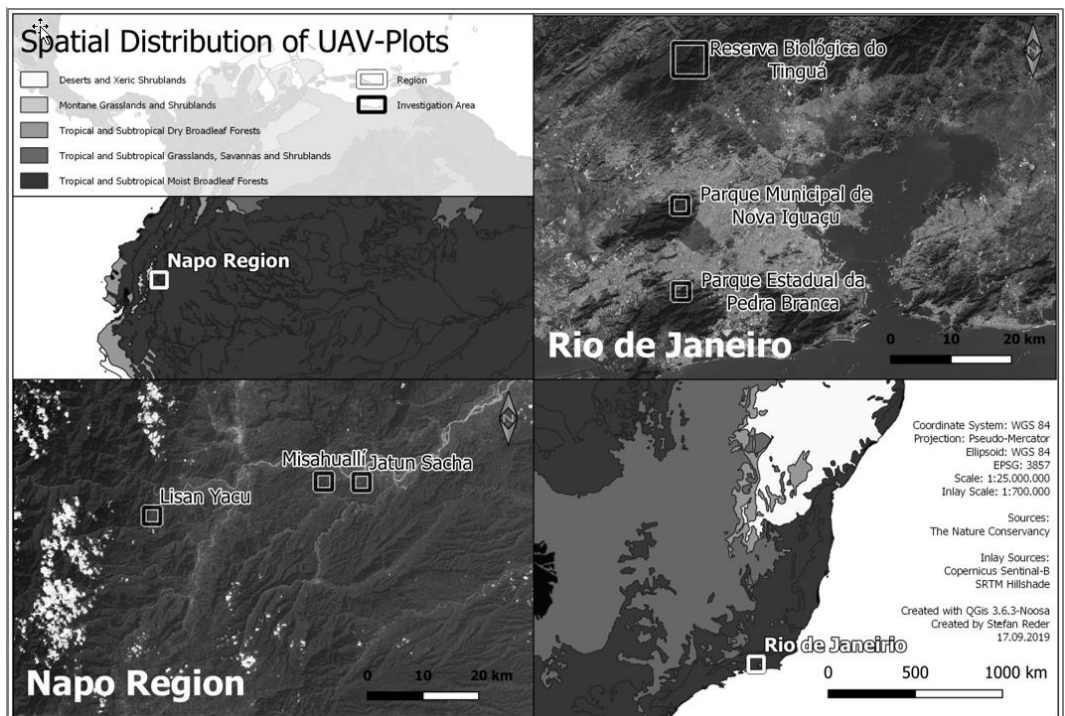 Spatial Distribution of UAV-Plots
Deserts and Xeric Shrublands
Montane Grasslands and Shrublands
Tropical and Subtropical Dry Broadleaf Forests
Tropical and Subtropical Grasslands, Savannas and Shrublands
Tropical and Subtropical Moist Broadleaf Forests
Region
Investigation Area
Napo Region
Reserva Biológica do
Tinguá
Parque Municipal de
Nova Iguaçu
Parque Estadual da
Pedra Branca
Rio de Janeiro
0 10 20 km
N
Misahuallí
Jatun Sacha
Lisan Yacu
Napo Region
0 10 20 km
N
Coordinate System: WGS 84
Projection: Pseudo-Mercator
Ellipsoid: WGS 84
EPSG: 3857
Scale: 1:25.000.000
Inlay Scale: 1:700.000
Sources:
The Nature Conservancy
Inlay Sources:
Copernicus Sentinal-B
SRTM Hillshade
Created with QGis 3.6.3-Noosa
Created by Stefan Reder
17.09.2019
Rio de Janeirio
0 500 1000 km